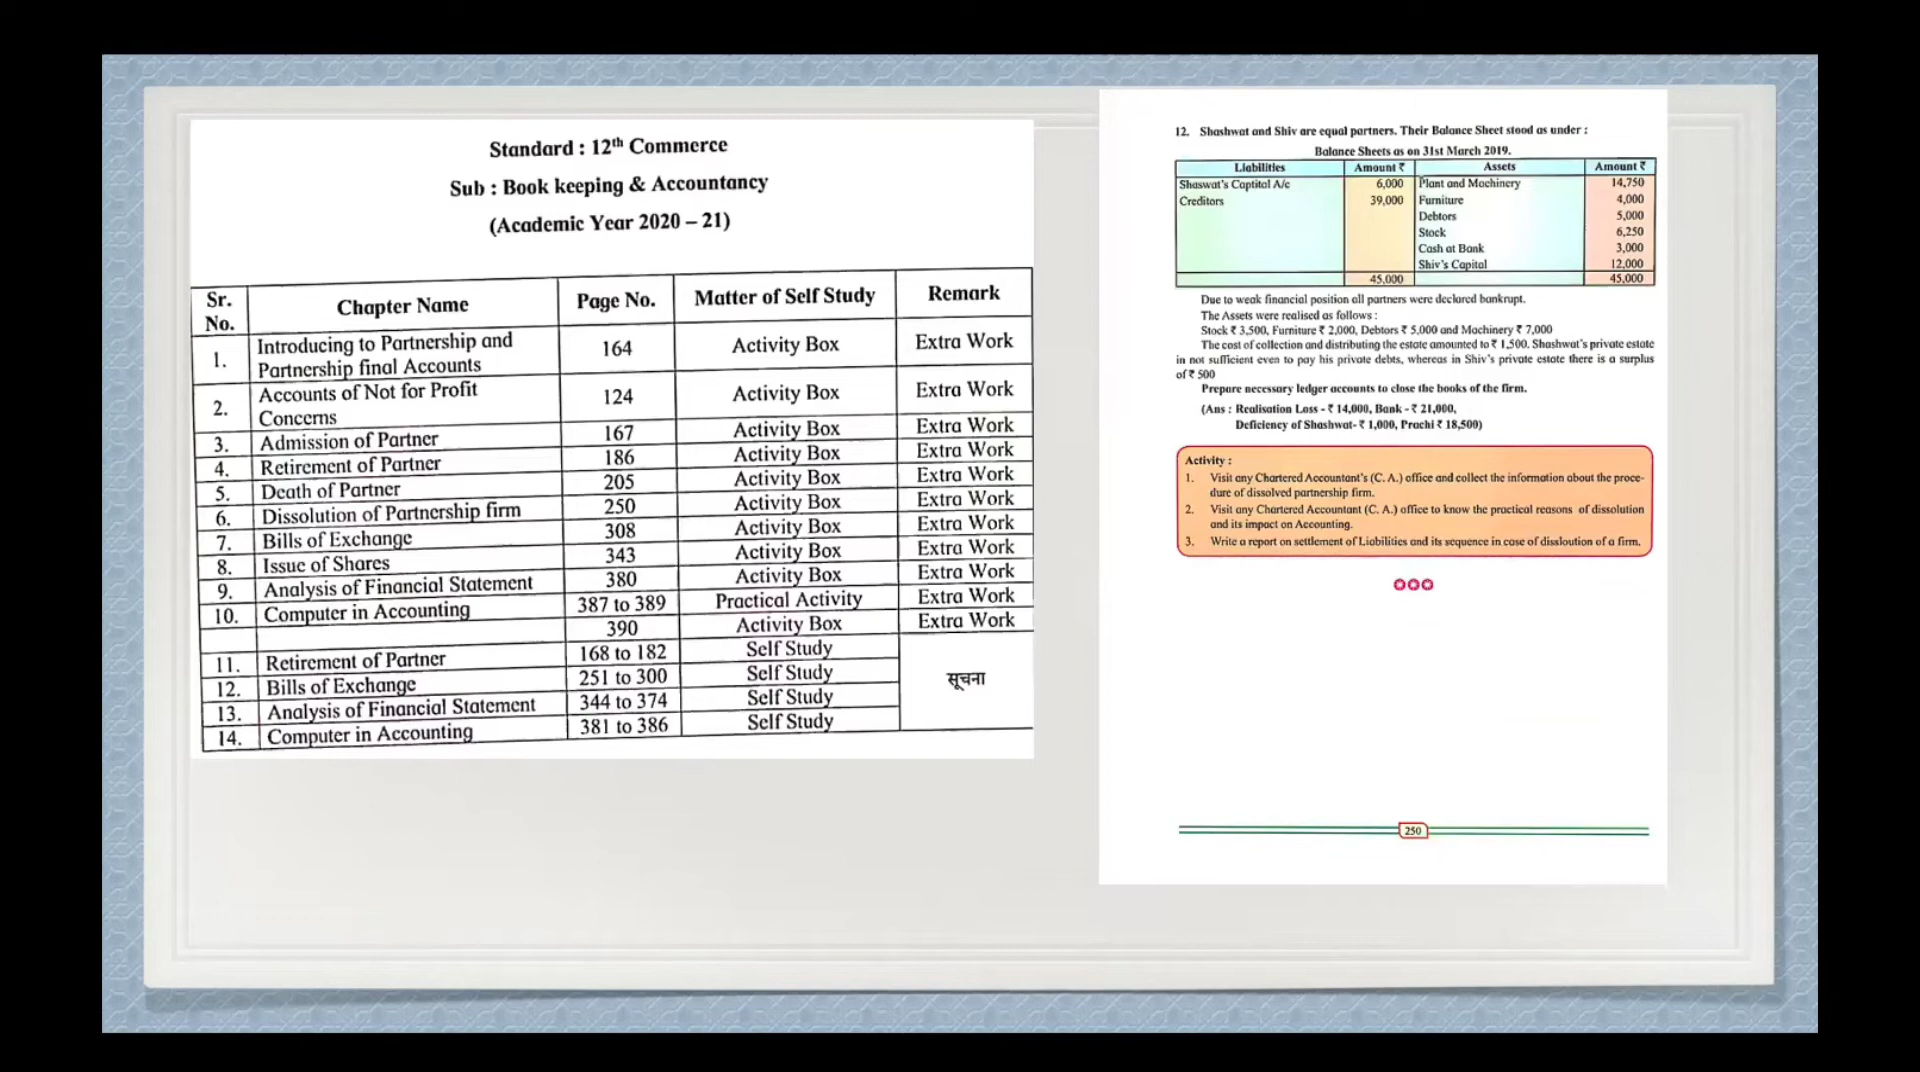 Standard : 12th Commerce
Sub : Book keeping & Accountancy
(Academic Year 2020 – 21)
Sr. No. Chapter Name Page No. Matter of Self Study Remark
1. Introducing to Partnership and Partnership final Accounts 164 Activity Box Extra Work
2. Accounts of Not for Profit Concerns 124 Activity Box Extra Work
3. Admission of Partner 167 Activity Box Extra Work
4. Retirement of Partner 186 Activity Box Extra Work
5. Death of Partner 205 Activity Box Extra Work
6. Dissolution of Partnership firm 250 Activity Box Extra Work
7. Bills of Exchange 308 Activity Box Extra Work
8. Issue of Shares 343 Activity Box Extra Work
9. Analysis of Financial Statement 380 Activity Box Extra Work
10. Computer in Accounting 387 to 389 Practical Activity Extra Work
390 Activity Box Extra Work
11. Retirement of Partner 168 to 182 Self Study
12. Bills of Exchange 251 to 300 Self Study सूचना
13. Analysis of Financial Statement 344 to 374 Self Study
14. Computer in Accounting 381 to 386 Self Study
12. Shashwat and Shiv are equal partners. Their Balance Sheet stood as under :
Balance Sheets as on 31st March 2019.
Liabilities Amount ₹ Assets Amount ₹
Shaswat's Captital A/c 6,000 Plant and Machinery 14,750
Creditors 39,000 Furniture 4,000
Debtors 5,000
Stock 6,250
Cash at Bank 3,000
Shiv's Capital 12,000
45,000 45,000
Due to weak financial position all partners were declared bankrupt.
The Assets were realised as follows :
Stock ₹ 3,500, Furniture ₹ 2,000, Debtors ₹ 5,000 and Machinery ₹ 7,000
The cost of collection and distributing the estate amounted to ₹ 1,500. Shashwat's private estate
in not sufficient even to pay his private debts, whereas in Shiv's private estate there is a surplus
of ₹ 500
Prepare necessary ledger accounts to close the books of the firm.
(Ans : Realisation Loss - ₹ 14,000, Bank - ₹ 21,000,
Deficiency of Shashwat- ₹ 1,000, Prachi ₹ 18,500)
Activity :
1. Visit any Chartered Accountant's (C. A.) office and collect the information about the proce-
dure of dissolved partnership firm.
2. Visit any Chartered Accountant (C. A.) office to know the practical reasons of dissolution
and its impact on Accounting.
3. Write a report on settlement of Liabilities and its sequence in case of dissloution of a firm.
250